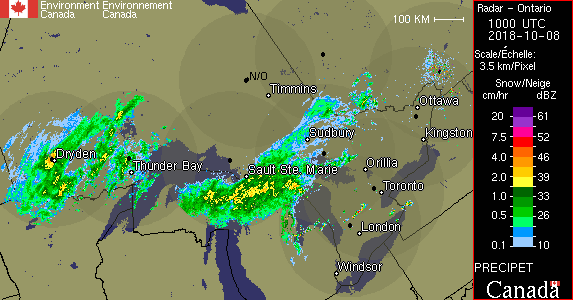 Environment Environnement
Canada Canada
100 KM
N/O
Timmins
Ottawa
Sudbury
Kingston
Dryden
Thunder Bay
Sault Ste. Marie
Orillia
Toronto
London
Windsor
Radar - Ontario
1000 UTC
2018-10-08
Scale/Échelle:
3.5 km/Pixel
Snow/Neige
cm/hr dBZ
20 61
10 57
7.5 52
4.0 46
2.0 39
1.0 33
0.5 26
0.1 10
PRECIPET
Canada